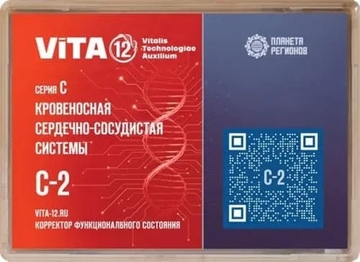 ViTA 12
Vitalis
Technologiae
Auxilium
ПЛАНЕТА
РЕГИОНОВ
СЕРИЯ С
КРОВЕНОСНАЯ
СЕРДЕЧНО-СОСУДИСТАЯ
СИСТЕМЫ
С-2
С-2
VITA-12.RU
КОРРЕКТОР ФУНКЦИОНАЛЬНОГО СОСТОЯНИЯ